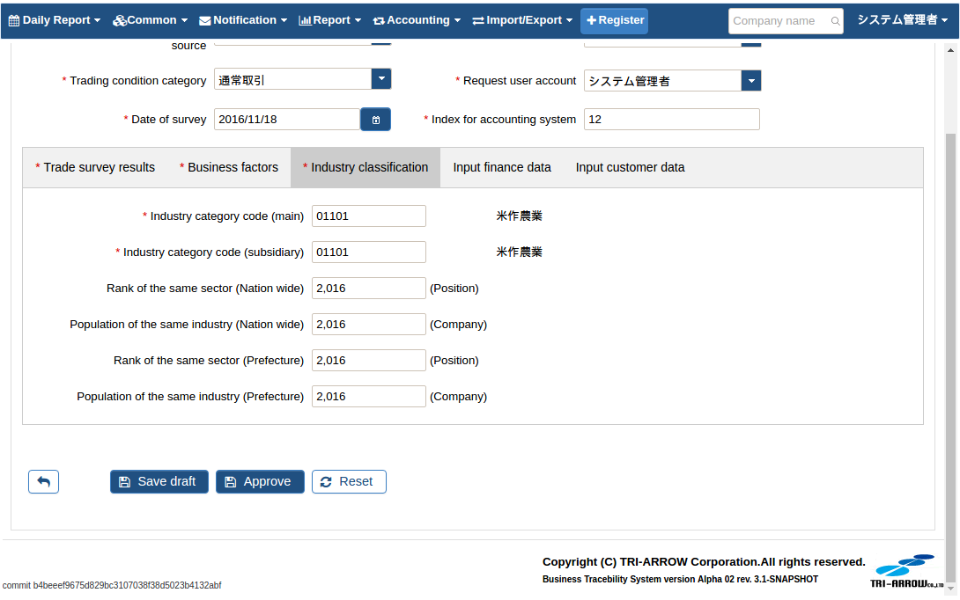 Daily Report Common Notification Report Accounting Import/Export Register Company name システム管理者
source
* Trading condition category 通常取引 * Request user account システム管理者
* Date of survey 2016/11/18 * Index for accounting system 12
* Trade survey results * Business factors * Industry classification Input finance data Input customer data
* Industry category code (main) 01101 米作農業
* Industry category code (subsidiary) 01101 米作農業
Rank of the same sector (Nation wide) 2,016 (Position)
Population of the same industry (Nation wide) 2,016 (Company)
Rank of the same sector (Prefecture) 2,016 (Position)
Population of the same industry (Prefecture) 2,016 (Company)
Save draft Approve Reset
Copyright (C) TRI-ARROW Corporation.All rights reserved.
Business Tracebility System version Alpha 02 rev. 3.1-SNAPSHOT
TRI-ARROW Co.,LTD
commit b4beeef9675d829bc3107038f38d5023b4132abf